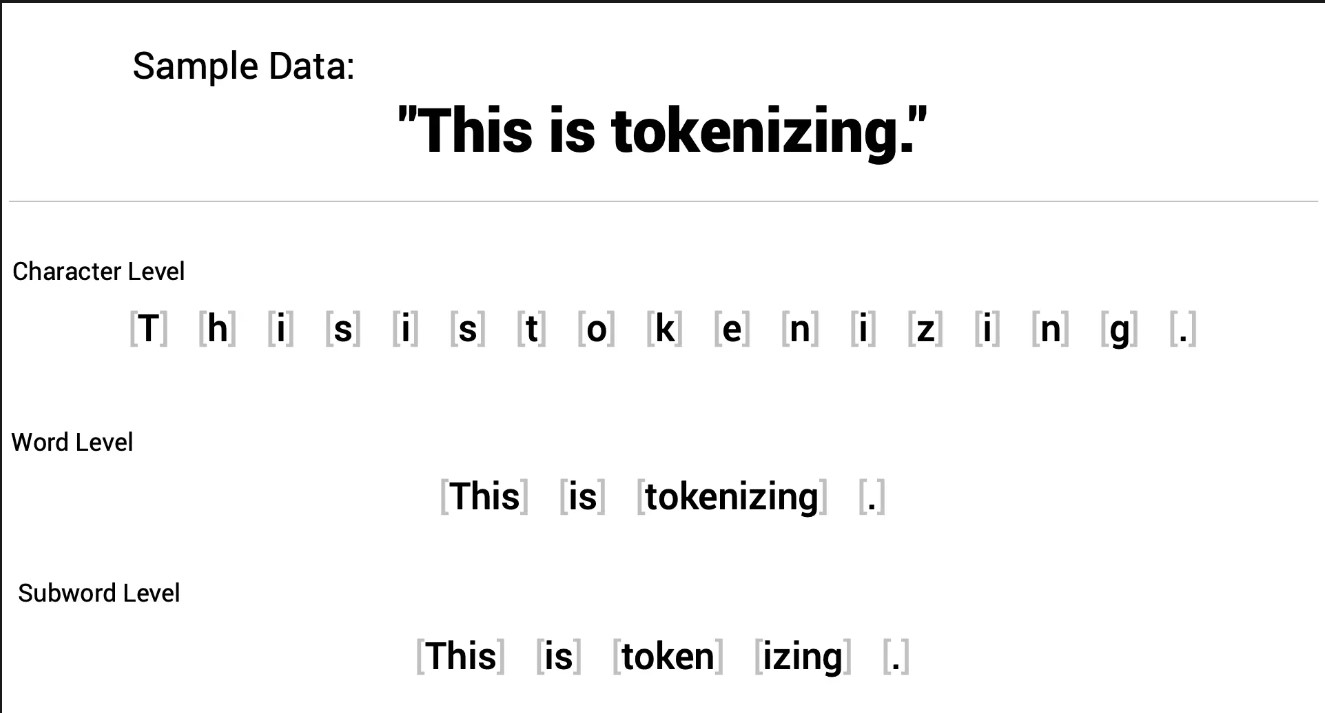 Sample Data:
"This is tokenizing."
Character Level
[T] [h] [i] [s] [i] [s] [t] [o] [k] [e] [n] [i] [z] [i] [n] [g] [.]
Word Level
[This] [is] [tokenizing] [.]
Subword Level
[This] [is] [token] [izing] [.]